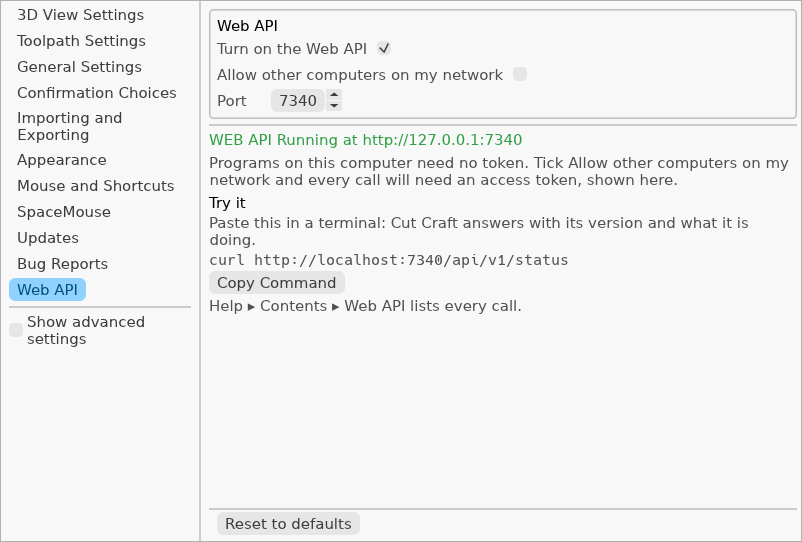 3D View Settings
Toolpath Settings
General Settings
Confirmation Choices
Importing and
Exporting
Appearance
Mouse and Shortcuts
SpaceMouse
Updates
Bug Reports
Web API
Show advanced
settings
Web API
Turn on the Web API
Allow other computers on my network
Port 7340
WEB API Running at http://127.0.0.1:7340
Programs on this computer need no token. Tick Allow other computers on my
network and every call will need an access token, shown here.
Try it
Paste this in a terminal: Cut Craft answers with its version and what it is
doing.
curl http://localhost:7340/api/v1/status
Copy Command
Help ▸ Contents ▸ Web API lists every call.
Reset to defaults